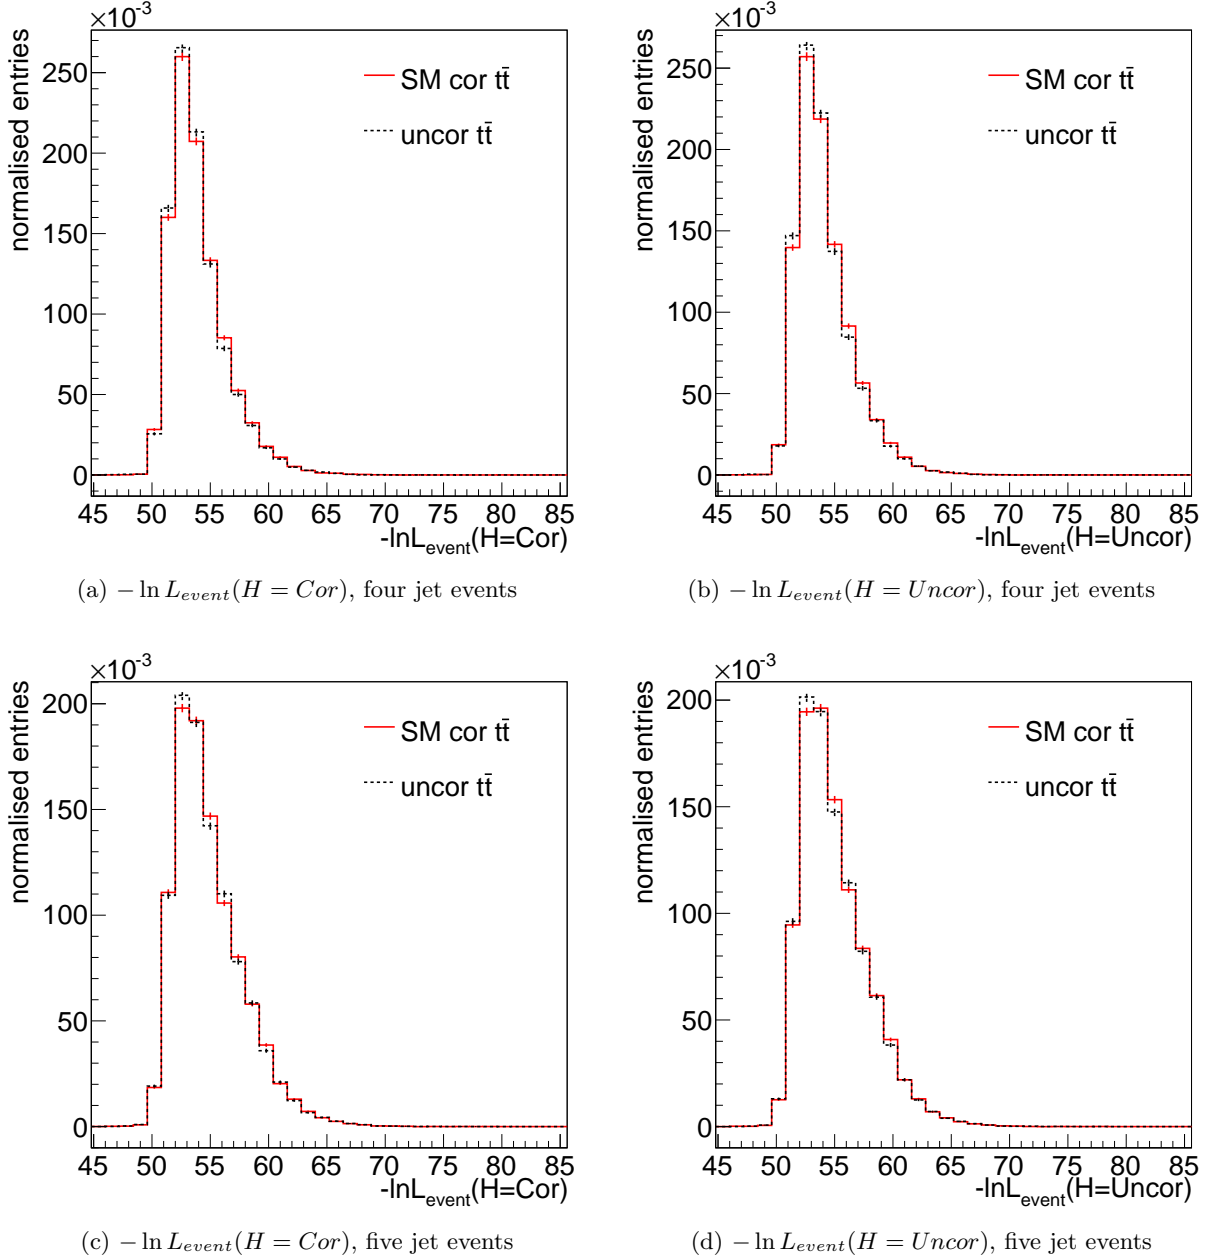 ×10⁻³
normalised entries
250
200
150
100
50
0
SM cor tt̄
uncor tt̄
45 50 55 60 65 70 75 80 85
-lnL_event(H=Cor)
(a) − ln L_event(H = Cor), four jet events
×10⁻³
normalised entries
250
200
150
100
50
0
SM cor tt̄
uncor tt̄
45 50 55 60 65 70 75 80 85
-lnL_event(H=Uncor)
(b) − ln L_event(H = Uncor), four jet events
×10⁻³
normalised entries
200
150
100
50
0
SM cor tt̄
uncor tt̄
45 50 55 60 65 70 75 80 85
-lnL_event(H=Cor)
(c) − ln L_event(H = Cor), five jet events
×10⁻³
normalised entries
200
150
100
50
0
SM cor tt̄
uncor tt̄
45 50 55 60 65 70 75 80 85
-lnL_event(H=Uncor)
(d) − ln L_event(H = Uncor), five jet events